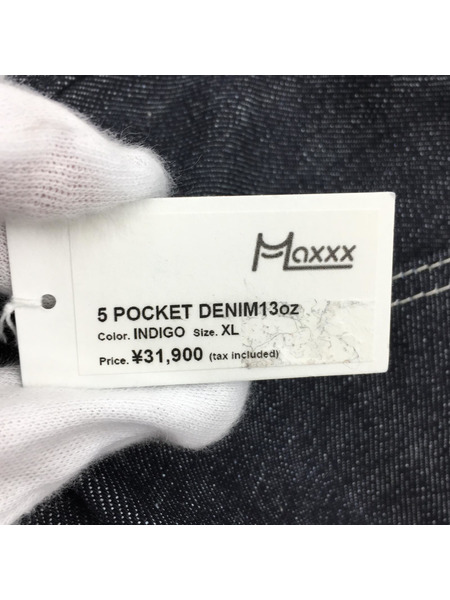 Maxxx
5 POCKET DENIM13oz
Color. INDIGO Size. XL
Price. ¥31,900 (tax included)